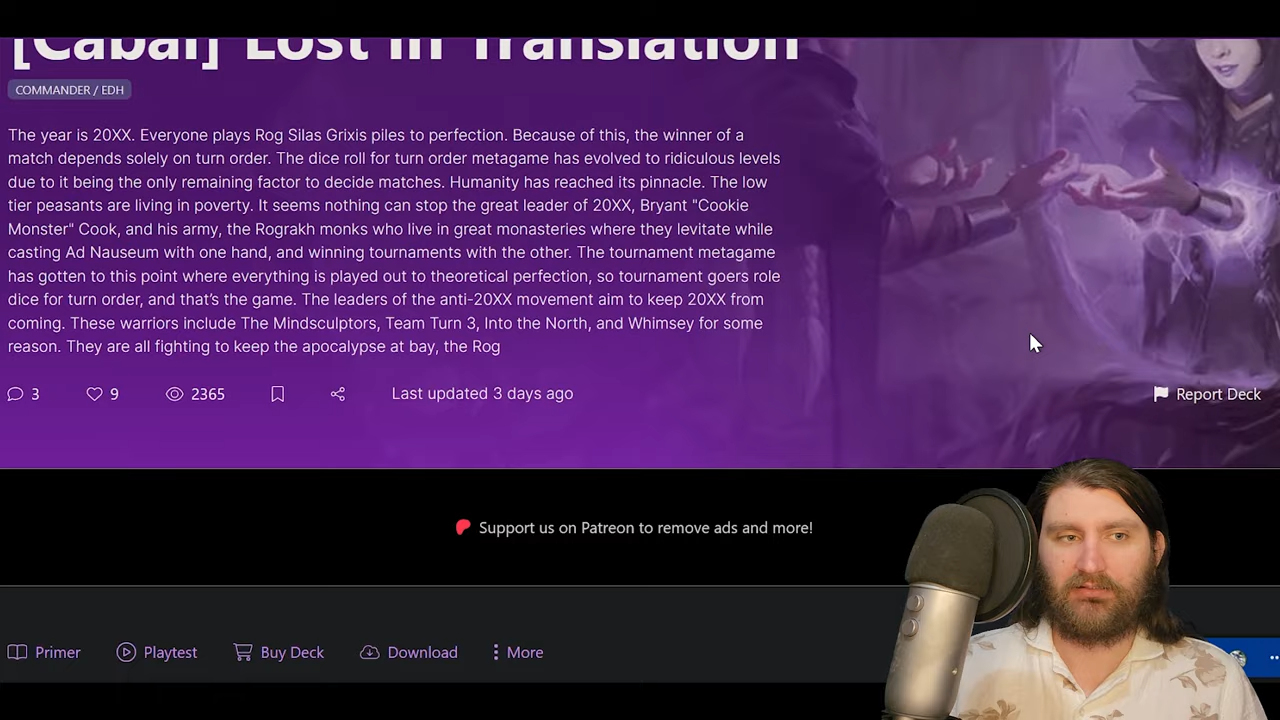 [Cabal] Lost in Translation
COMMANDER / EDH
The year is 20XX. Everyone plays Rog Silas Grixis piles to perfection. Because of this, the winner of a
match depends solely on turn order. The dice roll for turn order metagame has evolved to ridiculous levels
due to it being the only remaining factor to decide matches. Humanity has reached its pinnacle. The low
tier peasants are living in poverty. It seems nothing can stop the great leader of 20XX, Bryant "Cookie
Monster" Cook, and his army, the Rograkh monks who live in great monasteries where they levitate while
casting Ad Nauseum with one hand, and winning tournaments with the other. The tournament metagame
has gotten to this point where everything is played out to theoretical perfection, so tournament goers role
dice for turn order, and that's the game. The leaders of the anti-20XX movement aim to keep 20XX from
coming. These warriors include The Mindsculptors, Team Turn 3, Into the North, and Whimsey for some
reason. They are all fighting to keep the apocalypse at bay, the Rog
3 9 2365 Last updated 3 days ago Report Deck
Support us on Patreon to remove ads and more!
Primer Playtest Buy Deck Download More